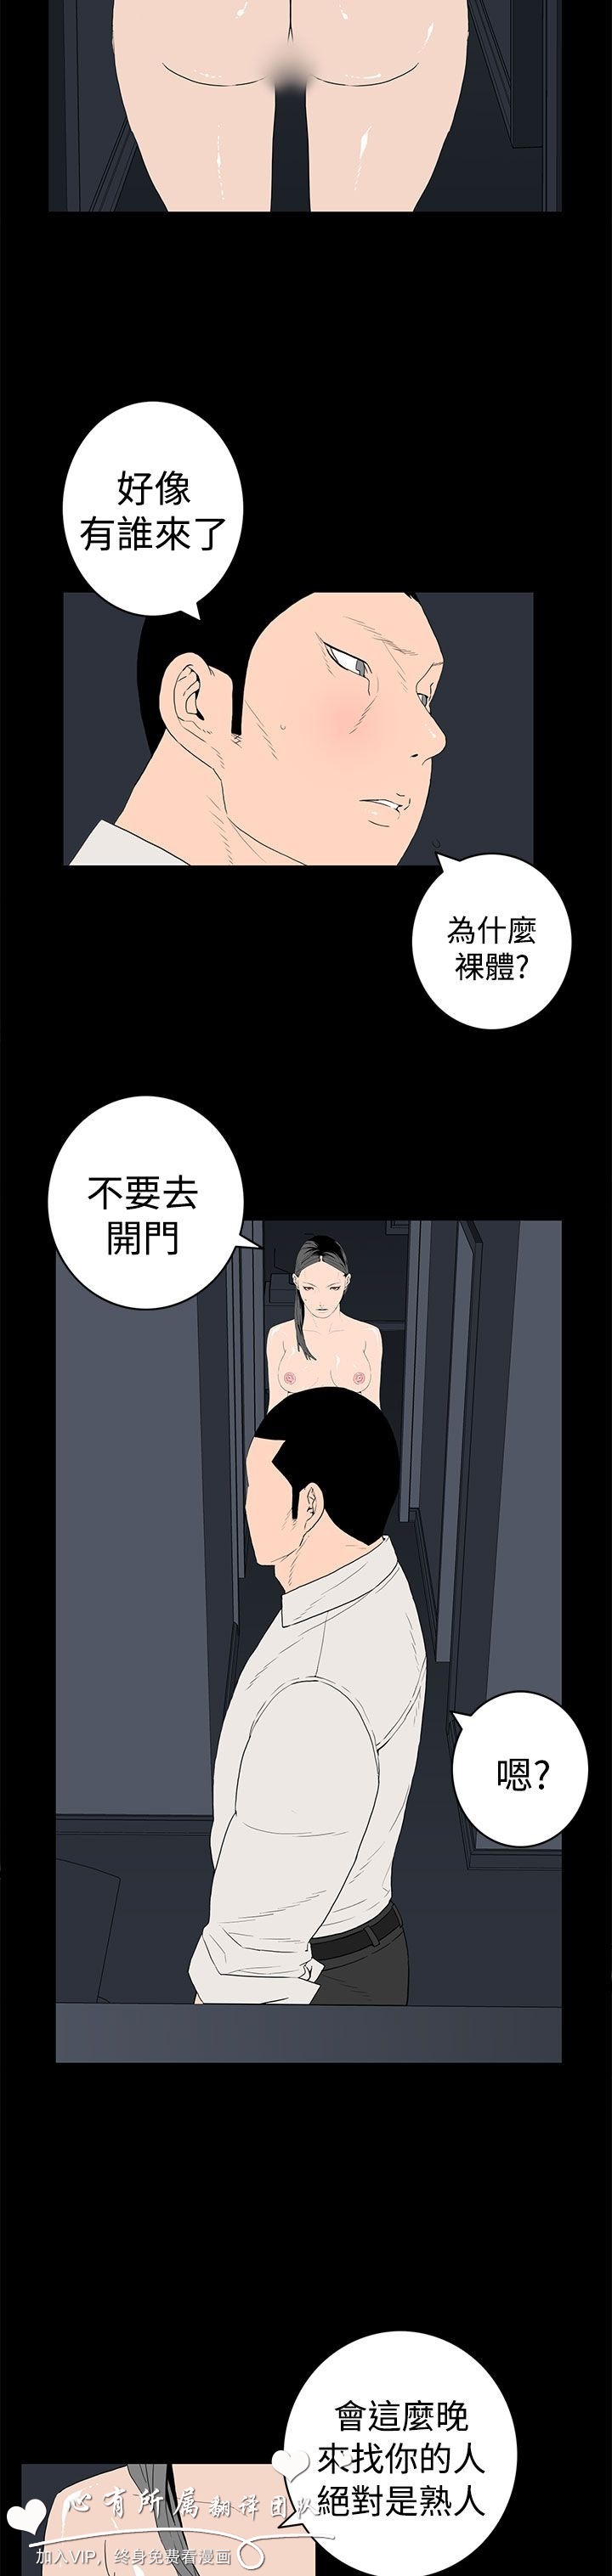 好像
有誰來了
為什麼
裸體?
不要去
開門
嗯?
會這麼晚
來找你的人
絕對是熟人
心有所属翻译团队
加入VIP，终身免费看漫画